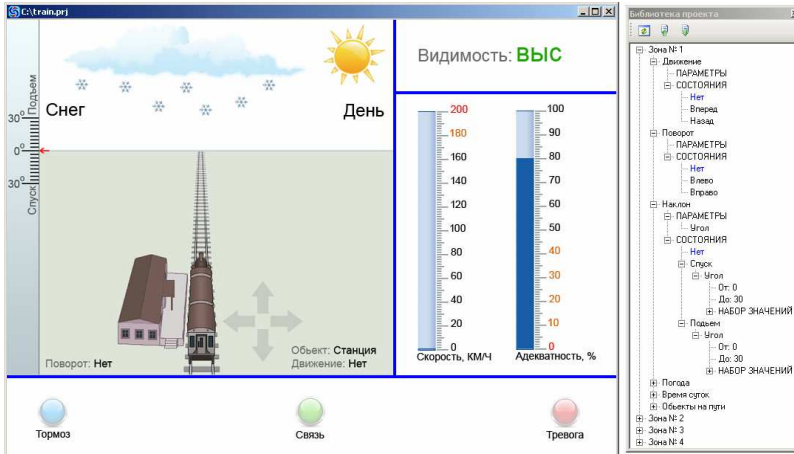 C:\train.prj
Снег
День
Подъем
30°
0°
30°
Спуск
Поворот: Нет
Обьект: Станция
Движение: Нет
Видимость: ВЫС
200
180
160
140
120
100
80
60
40
20
0
Скорость, КМ/Ч
100
90
80
70
60
50
40
30
20
10
0
Адекватность, %
Тормоз
Связь
Тревога
Библиотека проекта
Зона № 1
Движение
ПАРАМЕТРЫ
СОСТОЯНИЯ
Нет
Вперед
Назад
Поворот
ПАРАМЕТРЫ
СОСТОЯНИЯ
Нет
Влево
Вправо
Наклон
ПАРАМЕТРЫ
Угол
СОСТОЯНИЯ
Нет
Спуск
Угол
От: 0
До: 30
НАБОР ЗНАЧЕНИЙ
Подьем
Угол
От: 0
До: 30
НАБОР ЗНАЧЕНИЙ
Погода
Время суток
Обьекты на пути
Зона № 2
Зона № 3
Зона № 4